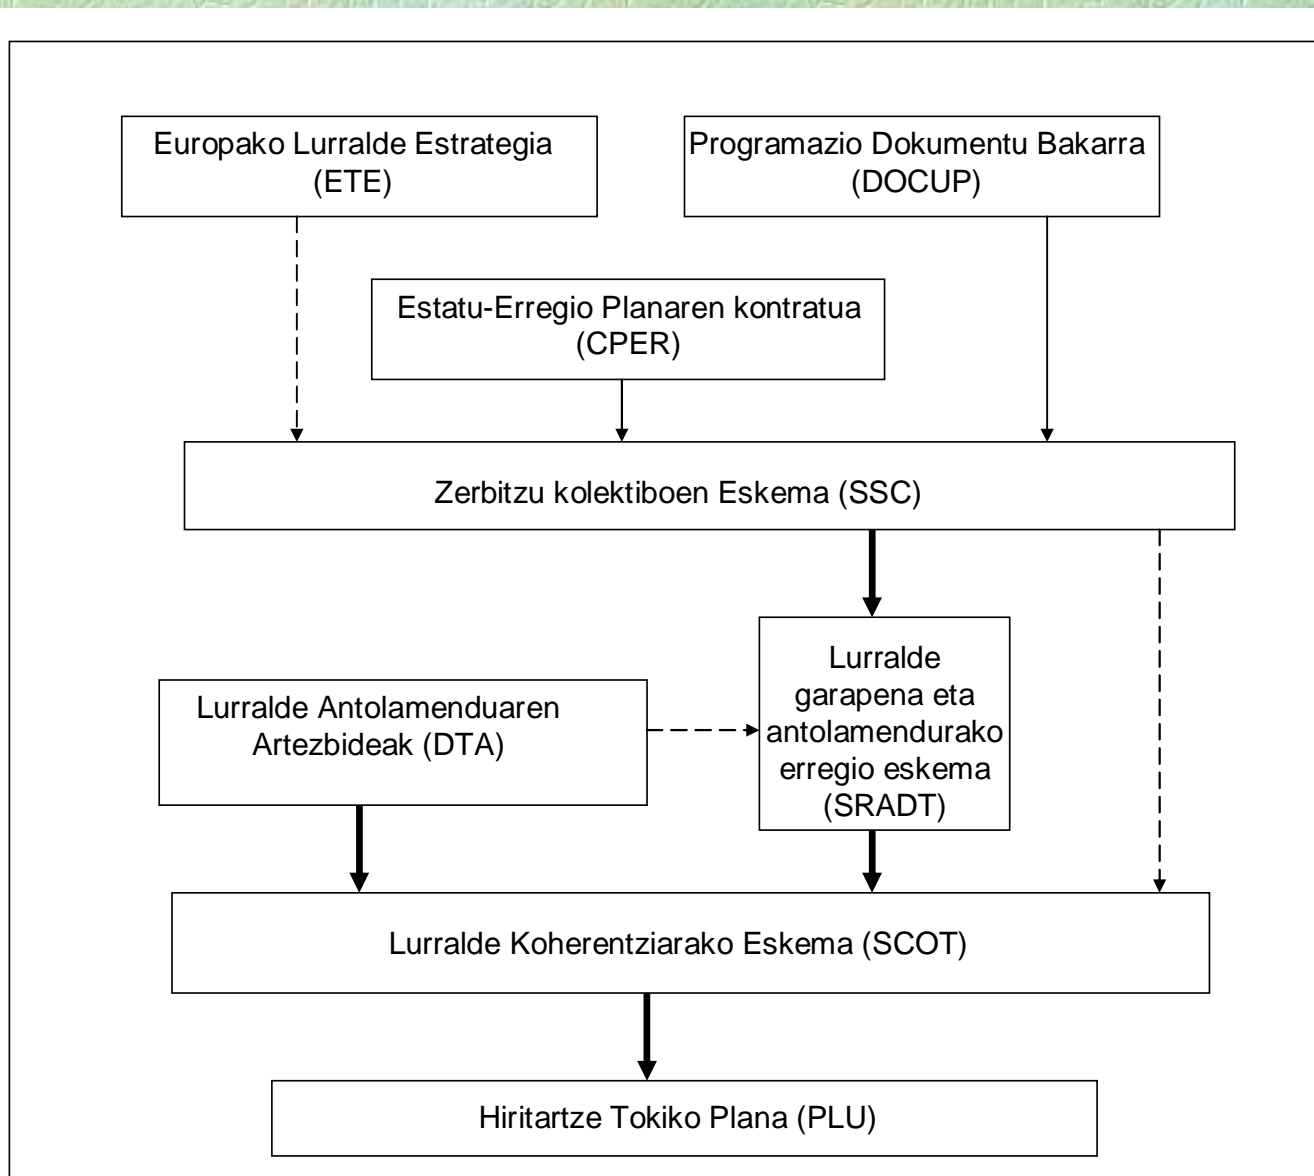 Europako Lurralde Estrategia
(ETE)
Programazio Dokumentu Bakarra
(DOCUP)
Estatu-Erregio Planaren kontratua
(CPER)
Zerbitzu kolektiboen Eskema (SSC)
Lurralde
garapena eta
antolamendurako
erregio eskema
(SRADT)
Lurralde Antolamenduaren
Artezbideak (DTA)
Lurralde Koherentziarako Eskema (SCOT)
Hiritartze Tokiko Plana (PLU)